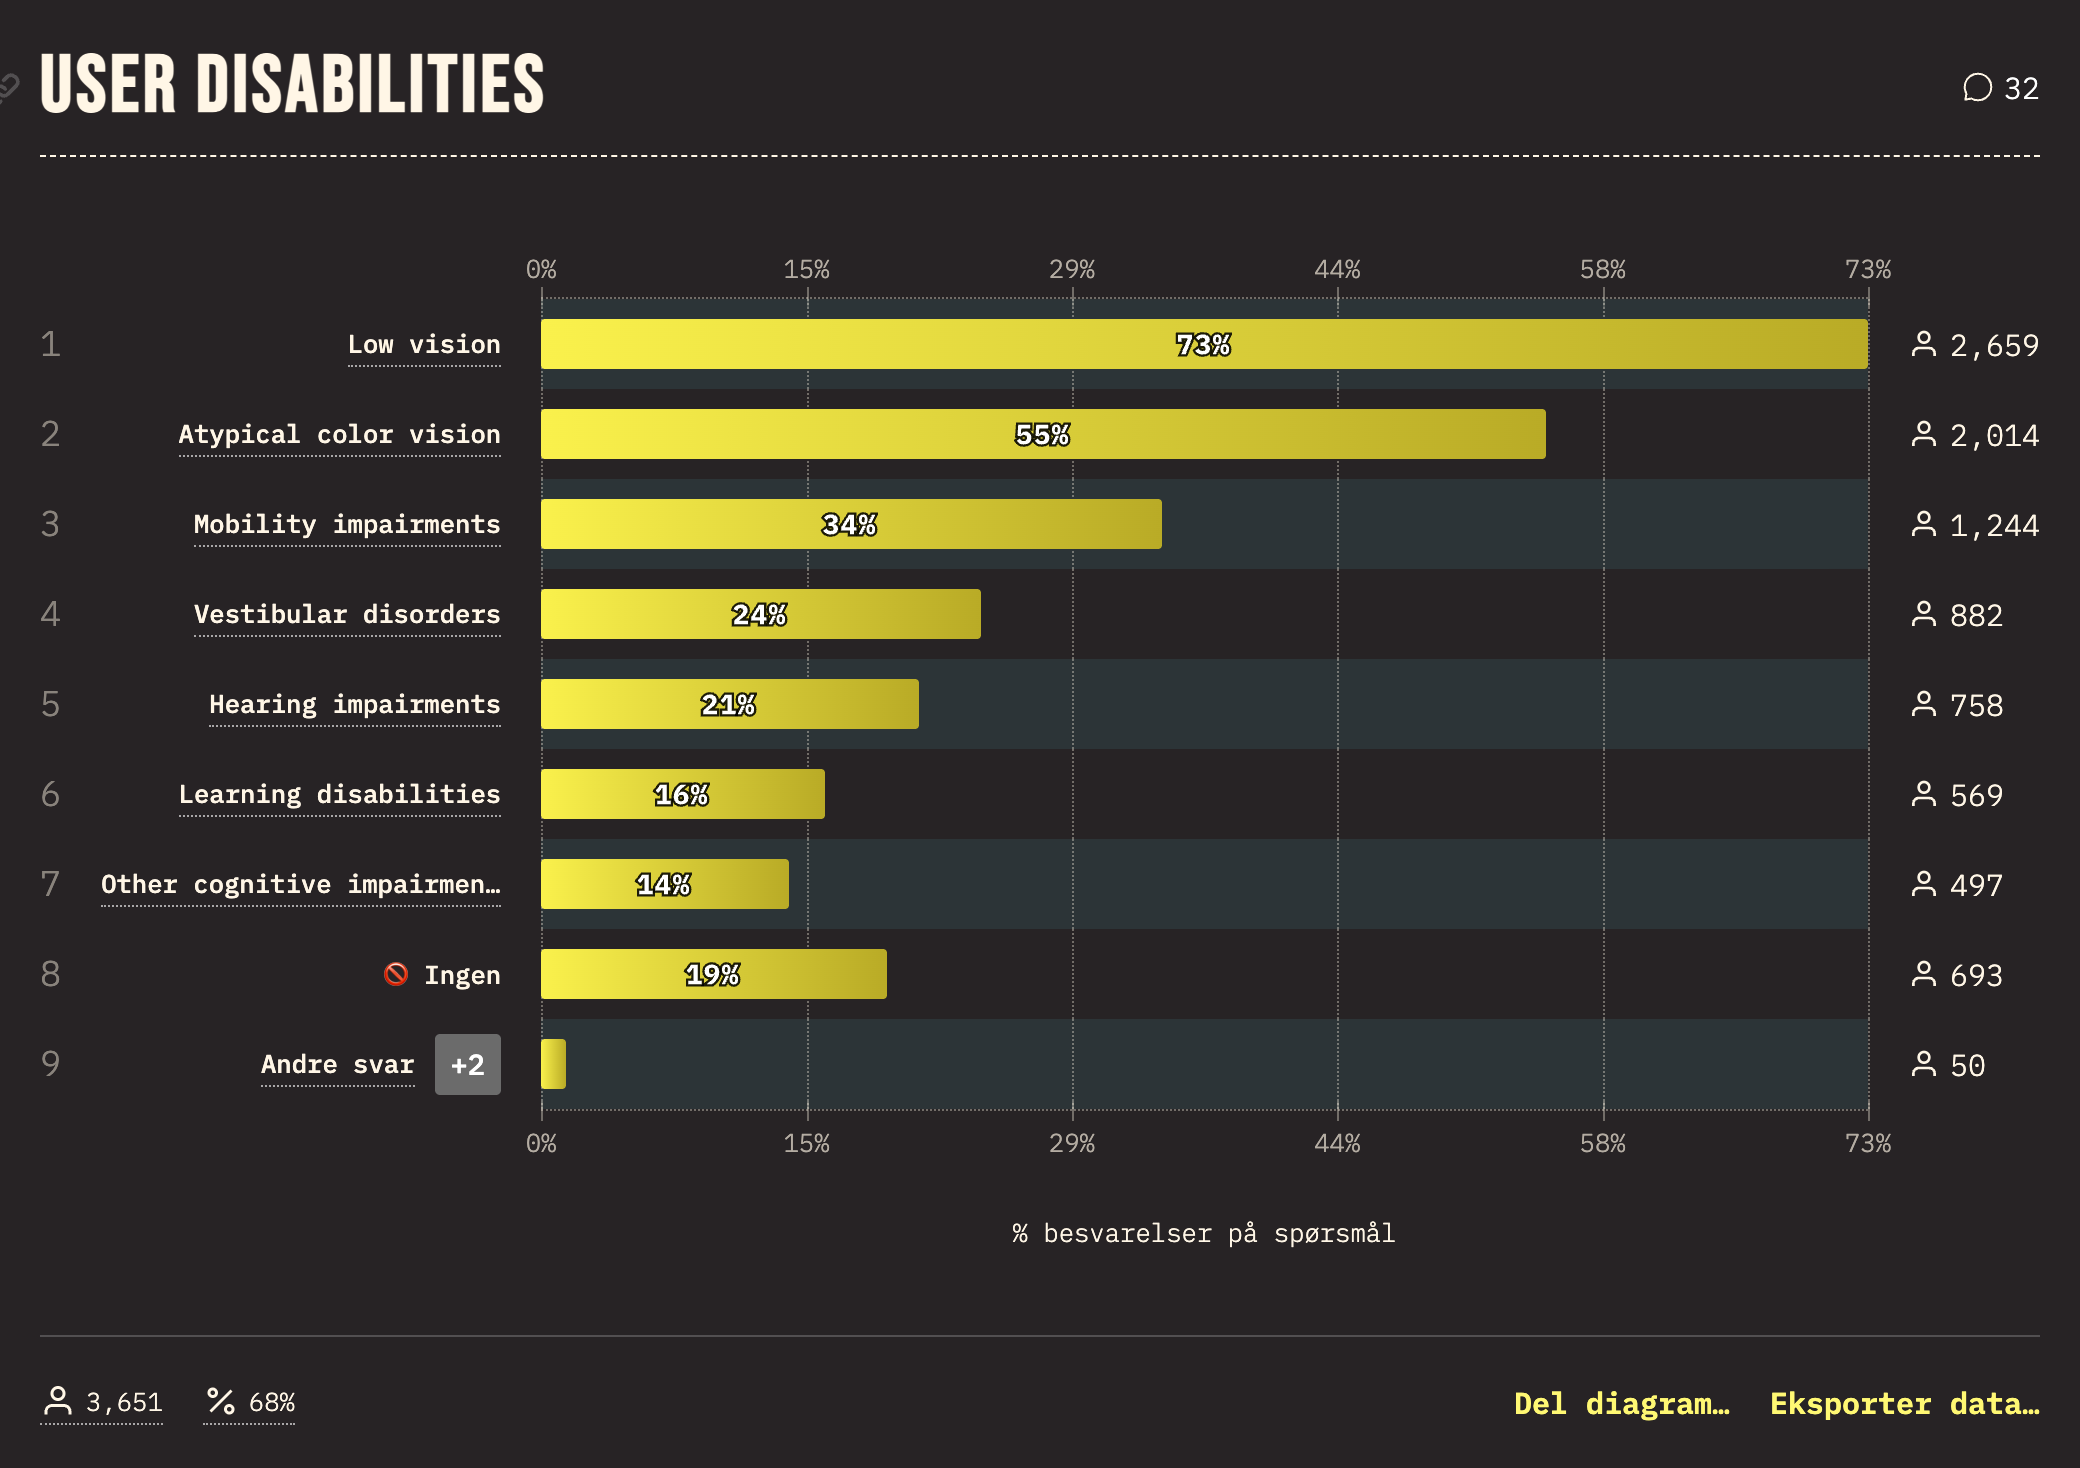 USER DISABILITIES
32
0% 15% 29% 44% 58% 73%
1 Low vision 73% 2,659
2 Atypical color vision 55% 2,014
3 Mobility impairments 34% 1,244
4 Vestibular disorders 24% 882
5 Hearing impairments 21% 758
6 Learning disabilities 16% 569
7 Other cognitive impairmen… 14% 497
8 Ingen 19% 693
9 Andre svar +2 50
0% 15% 29% 44% 58% 73%
% besvarelser på spørsmål
3,651 68% Del diagram… Eksporter data…